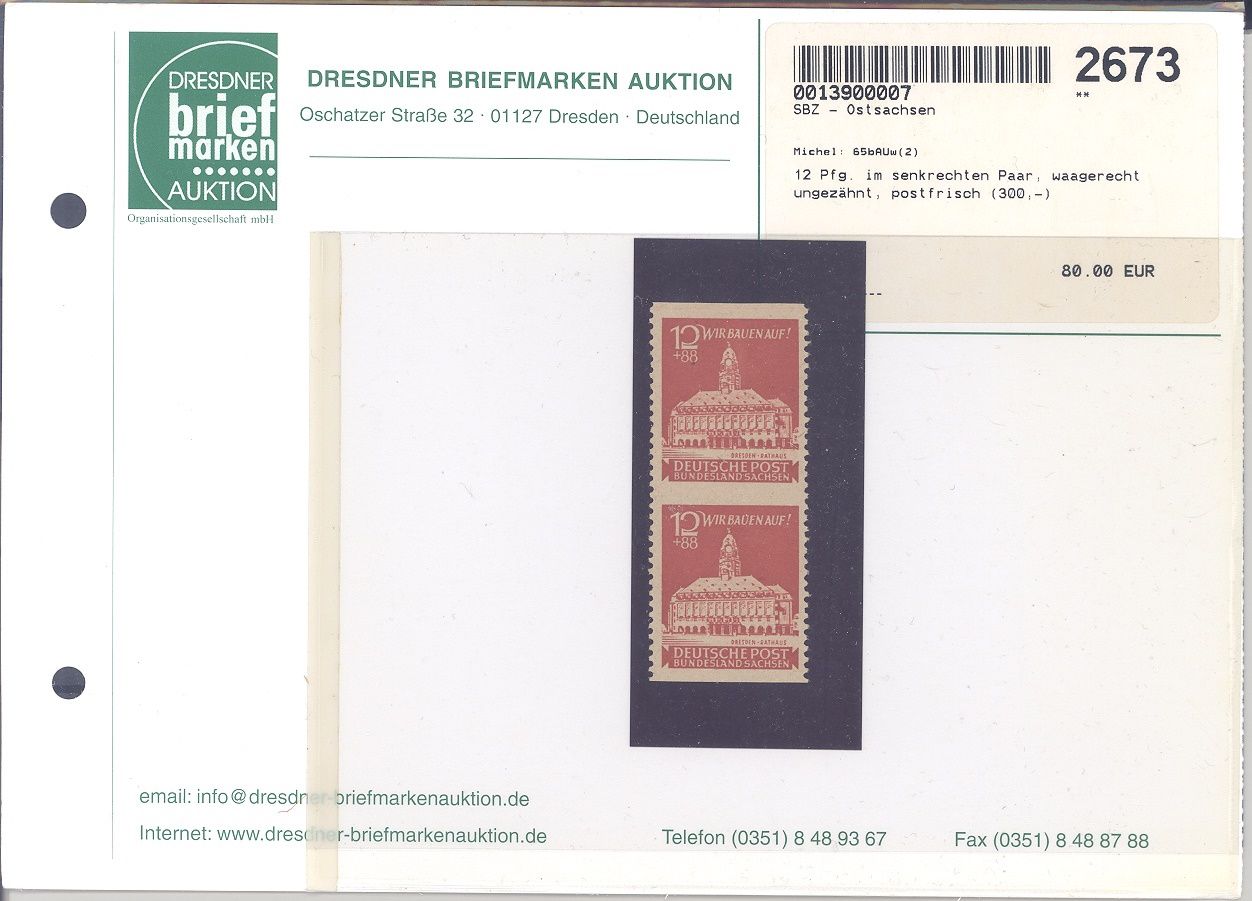 DRESDNER
brief
marken
AUKTION
Organisationsgesellschaft mbH
DRESDNER BRIEFMARKEN AUKTION
Oschatzer Straße 32 · 01127 Dresden · Deutschland
2673
0013900007
**
SBZ - Ostsachsen
Michel: 65bAUw(2)
12 Pfg. im senkrechten Paar, waagerecht
ungezähnt, postfrisch (300,-)
80.00 EUR
12 WIR BAUEN AUF!
+88
DRESDEN · RATHAUS
DEUTSCHE POST
BUNDESLAND SACHSEN
12 WIR BAUEN AUF!
+88
DRESDEN · RATHAUS
DEUTSCHE POST
BUNDESLAND SACHSEN
email: info@dresdner-briefmarkenauktion.de
Internet: www.dresdner-briefmarkenauktion.de
Telefon (0351) 8 48 93 67
Fax (0351) 8 48 87 88